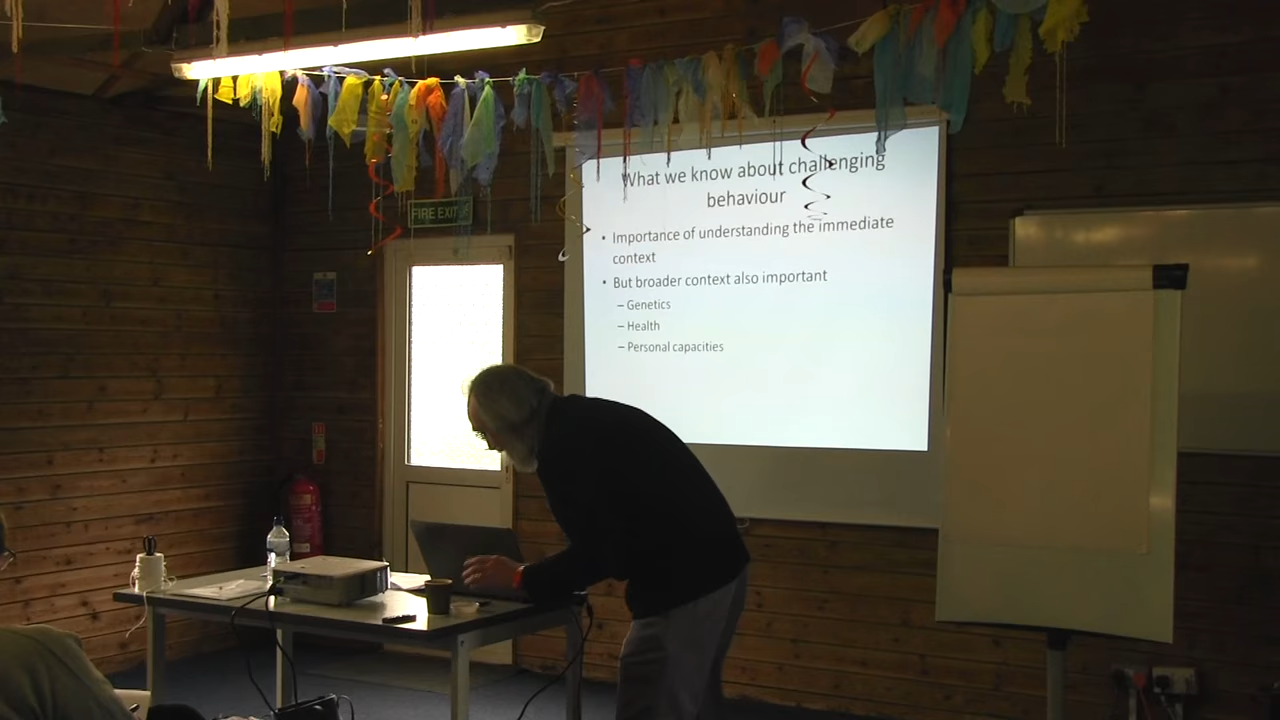 FIRE EXIT
What we know about challenging
behaviour
• Importance of understanding the immediate
context
• But broader context also important
– Genetics
– Health
– Personal capacities